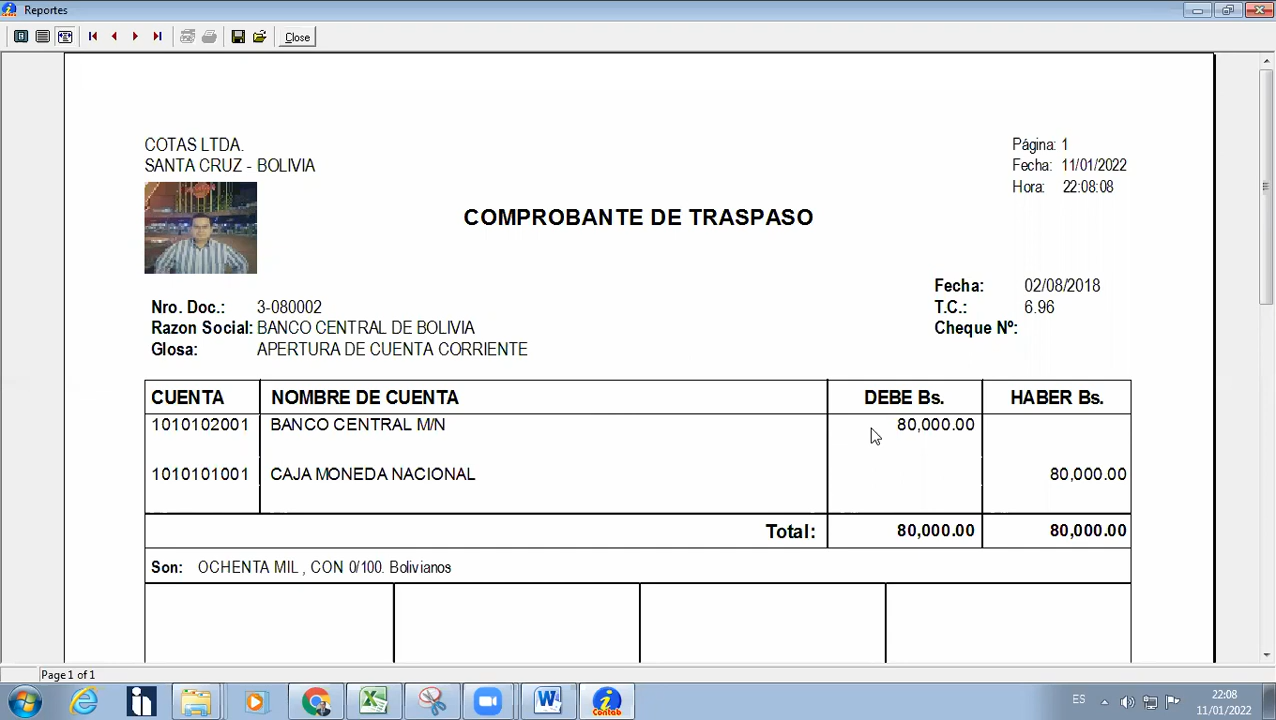 Reportes
Close
COTAS LTDA.
SANTA CRUZ - BOLIVIA
Página: 1
Fecha: 11/01/2022
Hora: 22:08:08
COMPROBANTE DE TRASPASO
Fecha: 02/08/2018
Nro. Doc.: 3-080002
T.C.: 6.96
Razon Social: BANCO CENTRAL DE BOLIVIA
Cheque Nº:
Glosa: APERTURA DE CUENTA CORRIENTE
CUENTA NOMBRE DE CUENTA DEBE Bs. HABER Bs.
1010102001 BANCO CENTRAL M/N 80,000.00
1010101001 CAJA MONEDA NACIONAL 80,000.00
Total: 80,000.00 80,000.00
Son: OCHENTA MIL , CON 0/100. Bolivianos
Page 1 of 1
Contab
ES
22:08
11/01/2022